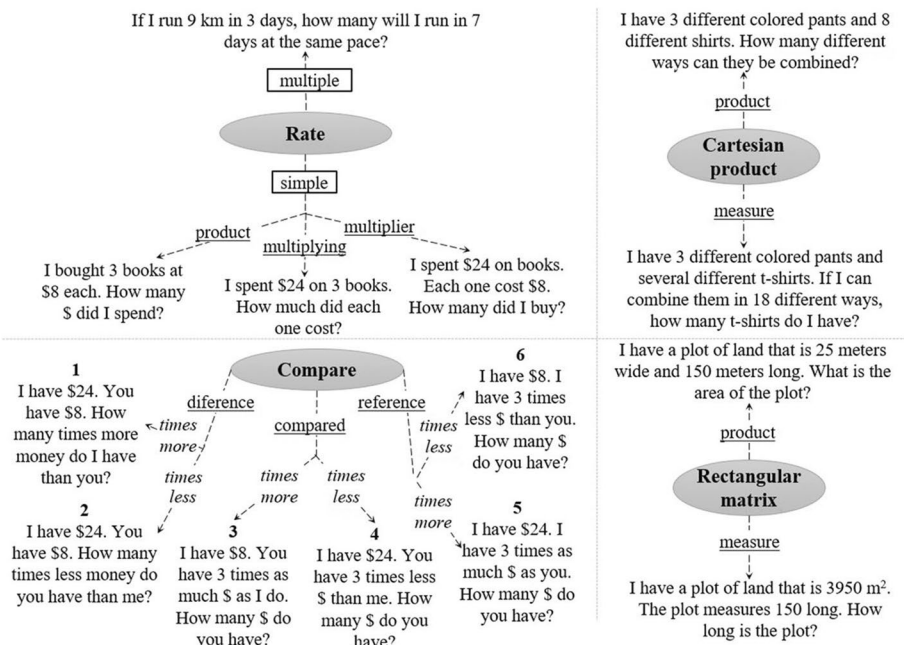 If I run 9 km in 3 days, how many will I run in 7
days at the same pace?
multiple
Rate
simple
product
multiplying
multiplier
I bought 3 books at
$8 each. How many
$ did I spend?
I spent $24 on 3 books.
How much did each
one cost?
I spent $24 on books.
Each one cost $8.
How many did I buy?
I have 3 different colored pants and 8
different shirts. How many different
ways can they be combined?
product
Cartesian
product
measure
I have 3 different colored pants and
several different t-shirts. If I can
combine them in 18 different ways,
how many t-shirts do I have?
Compare
diference
compared
reference
1
I have $24. You
have $8. How
many times more
money do I have
than you?
times
more
times
less
2
I have $24. You
have $8. How many
times less money do
you have than me?
times
more
times
less
3
I have $8. You
have 3 times as
much $ as I do.
How many $ do
you have?
4
I have $24. You
have 3 times less
$ than me. How
many $ do you
have?
times
less
times
more
6
I have $8. I
have 3 times
less $ than you.
How many $
do you have?
5
I have $24. I
have 3 times as
much $ as you.
How many $ do
you have?
I have a plot of land that is 25 meters
wide and 150 meters long. What is the
area of the plot?
product
Rectangular
matrix
measure
I have a plot of land that is 3950 m².
The plot measures 150 long. How
long is the plot?